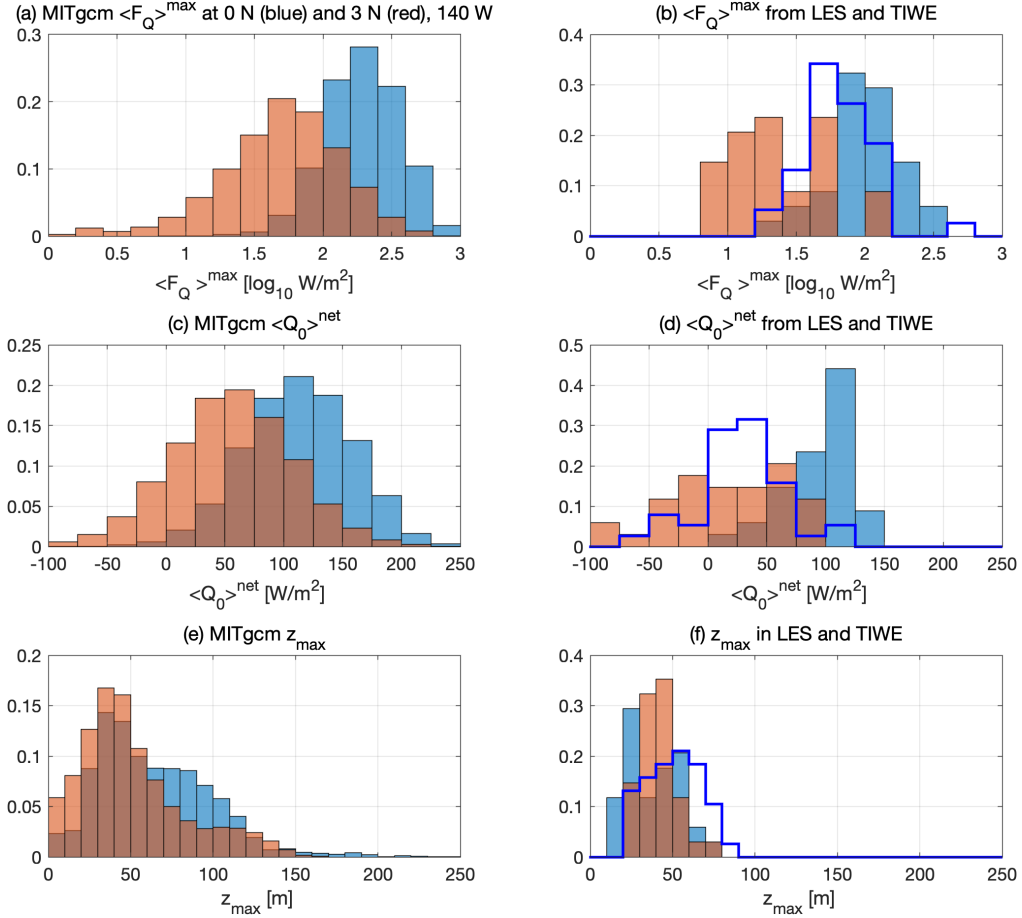 (a) MITgcm <F_Q>^max at 0 N (blue) and 3 N (red), 140 W
0.3
0.2
0.1
0
0 0.5 1 1.5 2 2.5 3
<F_Q >^max [log_10 W/m^2]
(b) <F_Q>^max from LES and TIWE
0.4
0.3
0.2
0.1
0
0 0.5 1 1.5 2 2.5 3
<F_Q >^max [log_10 W/m^2]
(c) MITgcm <Q_0>^net
0.25
0.2
0.15
0.1
0.05
0
-100 -50 0 50 100 150 200 250
<Q_0>^net [W/m^2]
(d) <Q_0>^net from LES and TIWE
0.5
0.4
0.3
0.2
0.1
0
-100 -50 0 50 100 150 200 250
<Q_0>^net [W/m^2]
(e) MITgcm z_max
0.2
0.15
0.1
0.05
0
0 50 100 150 200 250
z_max [m]
(f) z_max in LES and TIWE
0.4
0.3
0.2
0.1
0
0 50 100 150 200 250
z_max [m]